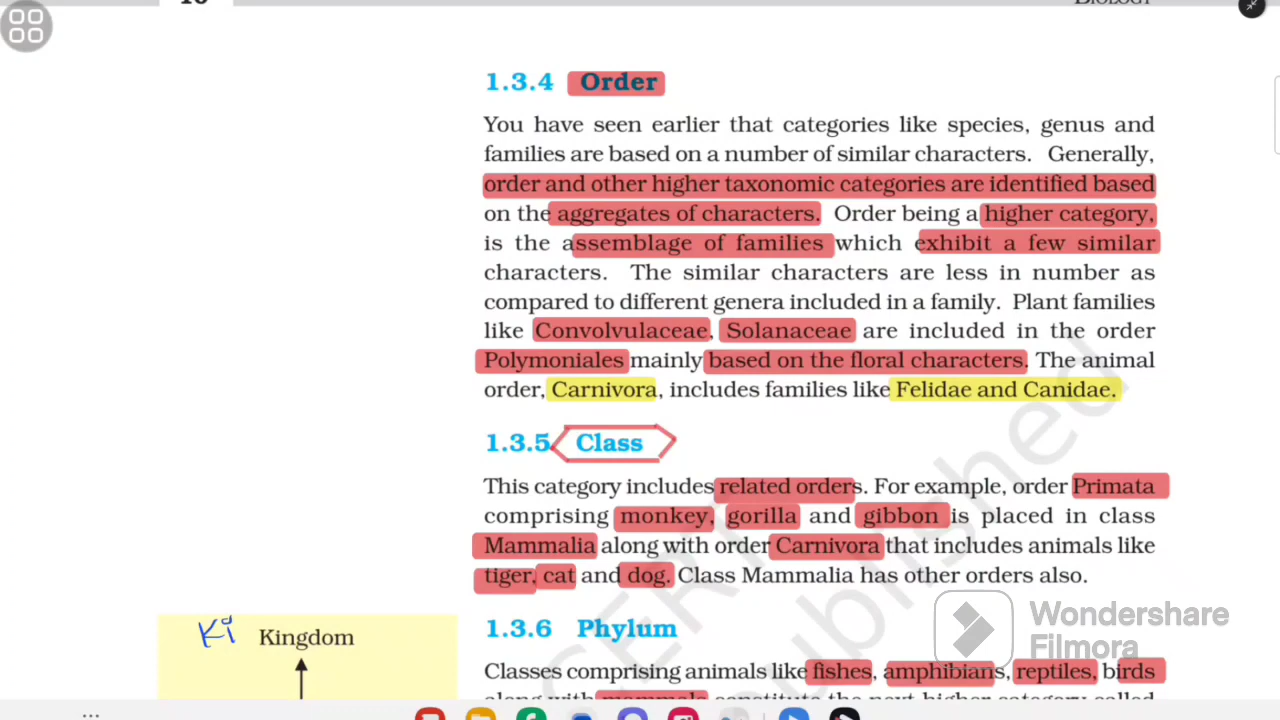 1.3.4 Order
You have seen earlier that categories like species, genus and
families are based on a number of similar characters. Generally,
order and other higher taxonomic categories are identified based
on the aggregates of characters. Order being a higher category,
is the assemblage of families which exhibit a few similar
characters. The similar characters are less in number as
compared to different genera included in a family. Plant families
like Convolvulaceae, Solanaceae are included in the order
Polymoniales mainly based on the floral characters. The animal
order, Carnivora, includes families like Felidae and Canidae.
1.3.5 Class
This category includes related orders. For example, order Primata
comprising monkey, gorilla and gibbon is placed in class
Mammalia along with order Carnivora that includes animals like
tiger, cat and dog. Class Mammalia has other orders also.
Wondershare
Filmora
Ki Kingdom
1.3.6 Phylum
Classes comprising animals like fishes, amphibians, reptiles, birds